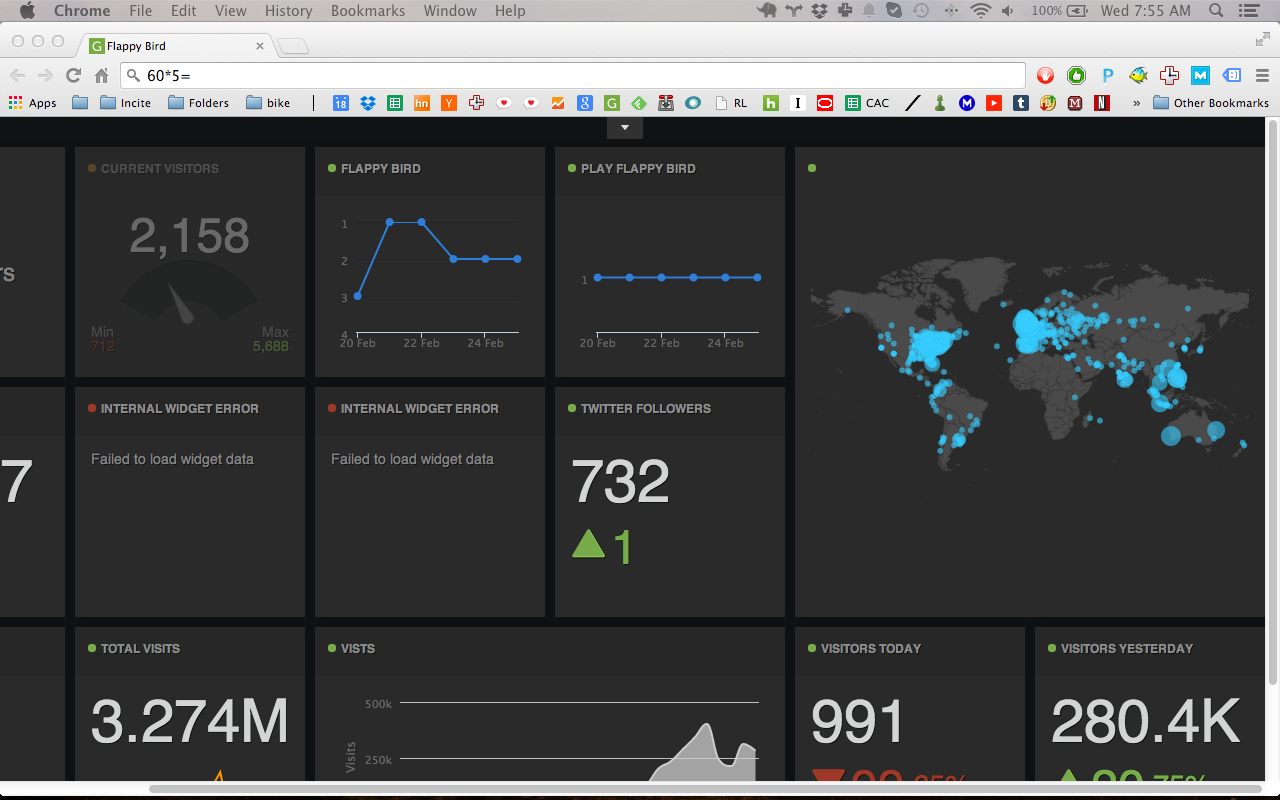 Chrome File Edit View History Bookmarks Window Help 100% Wed 7:55 AM
G Flappy Bird
60*5=
P M
Apps Incite Folders bike 18 hn Y g G RL h I CAC M t M N » Other Bookmarks
CURRENT VISITORS
2,158
Min
712
Max
5,688
FLAPPY BIRD
1
2
3
4
20 Feb 22 Feb 24 Feb
PLAY FLAPPY BIRD
1
20 Feb 22 Feb 24 Feb
rs
7
INTERNAL WIDGET ERROR
Failed to load widget data
INTERNAL WIDGET ERROR
Failed to load widget data
TWITTER FOLLOWERS
732
1
TOTAL VISITS
3.274M
VISTS
500k
250k
Visits
VISITORS TODAY
991
VISITORS YESTERDAY
280.4K